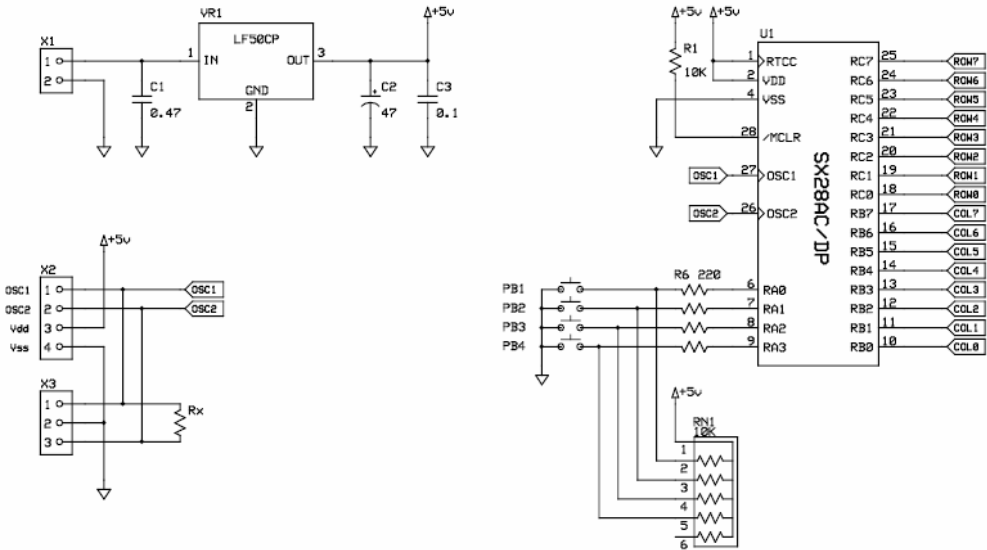 X1
1
2
C1
0.47
VR1
LF50CP
1 IN
OUT 3
GND
2
+5v
C2
+
47
C3
0.1
+5v
X2
OSC1 1 OSC1
OSC2 2 OSC2
Vdd 3
Vss 4
X3
1
2
3
Rx
+5v +5v
R1
10K
U1
SX28AC/DP
1 RTCC
2 VDD
4 VSS
28 /MCLR
OSC1 27 OSC1
OSC2 26 OSC2
RC7 25 ROW7
RC6 24 ROW6
RC5 23 ROW5
RC4 22 ROW4
RC3 21 ROW3
RC2 20 ROW2
RC1 19 ROW1
RC0 18 ROW0
RB7 17 COL7
RB6 16 COL6
RB5 15 COL5
RB4 14 COL4
RB3 13 COL3
RB2 12 COL2
RB1 11 COL1
RB0 10 COL0
R6 220
PB1 6 RA0
PB2 7 RA1
PB3 8 RA2
PB4 9 RA3
+5v
RN1
10K
1
2
3
4
5
6